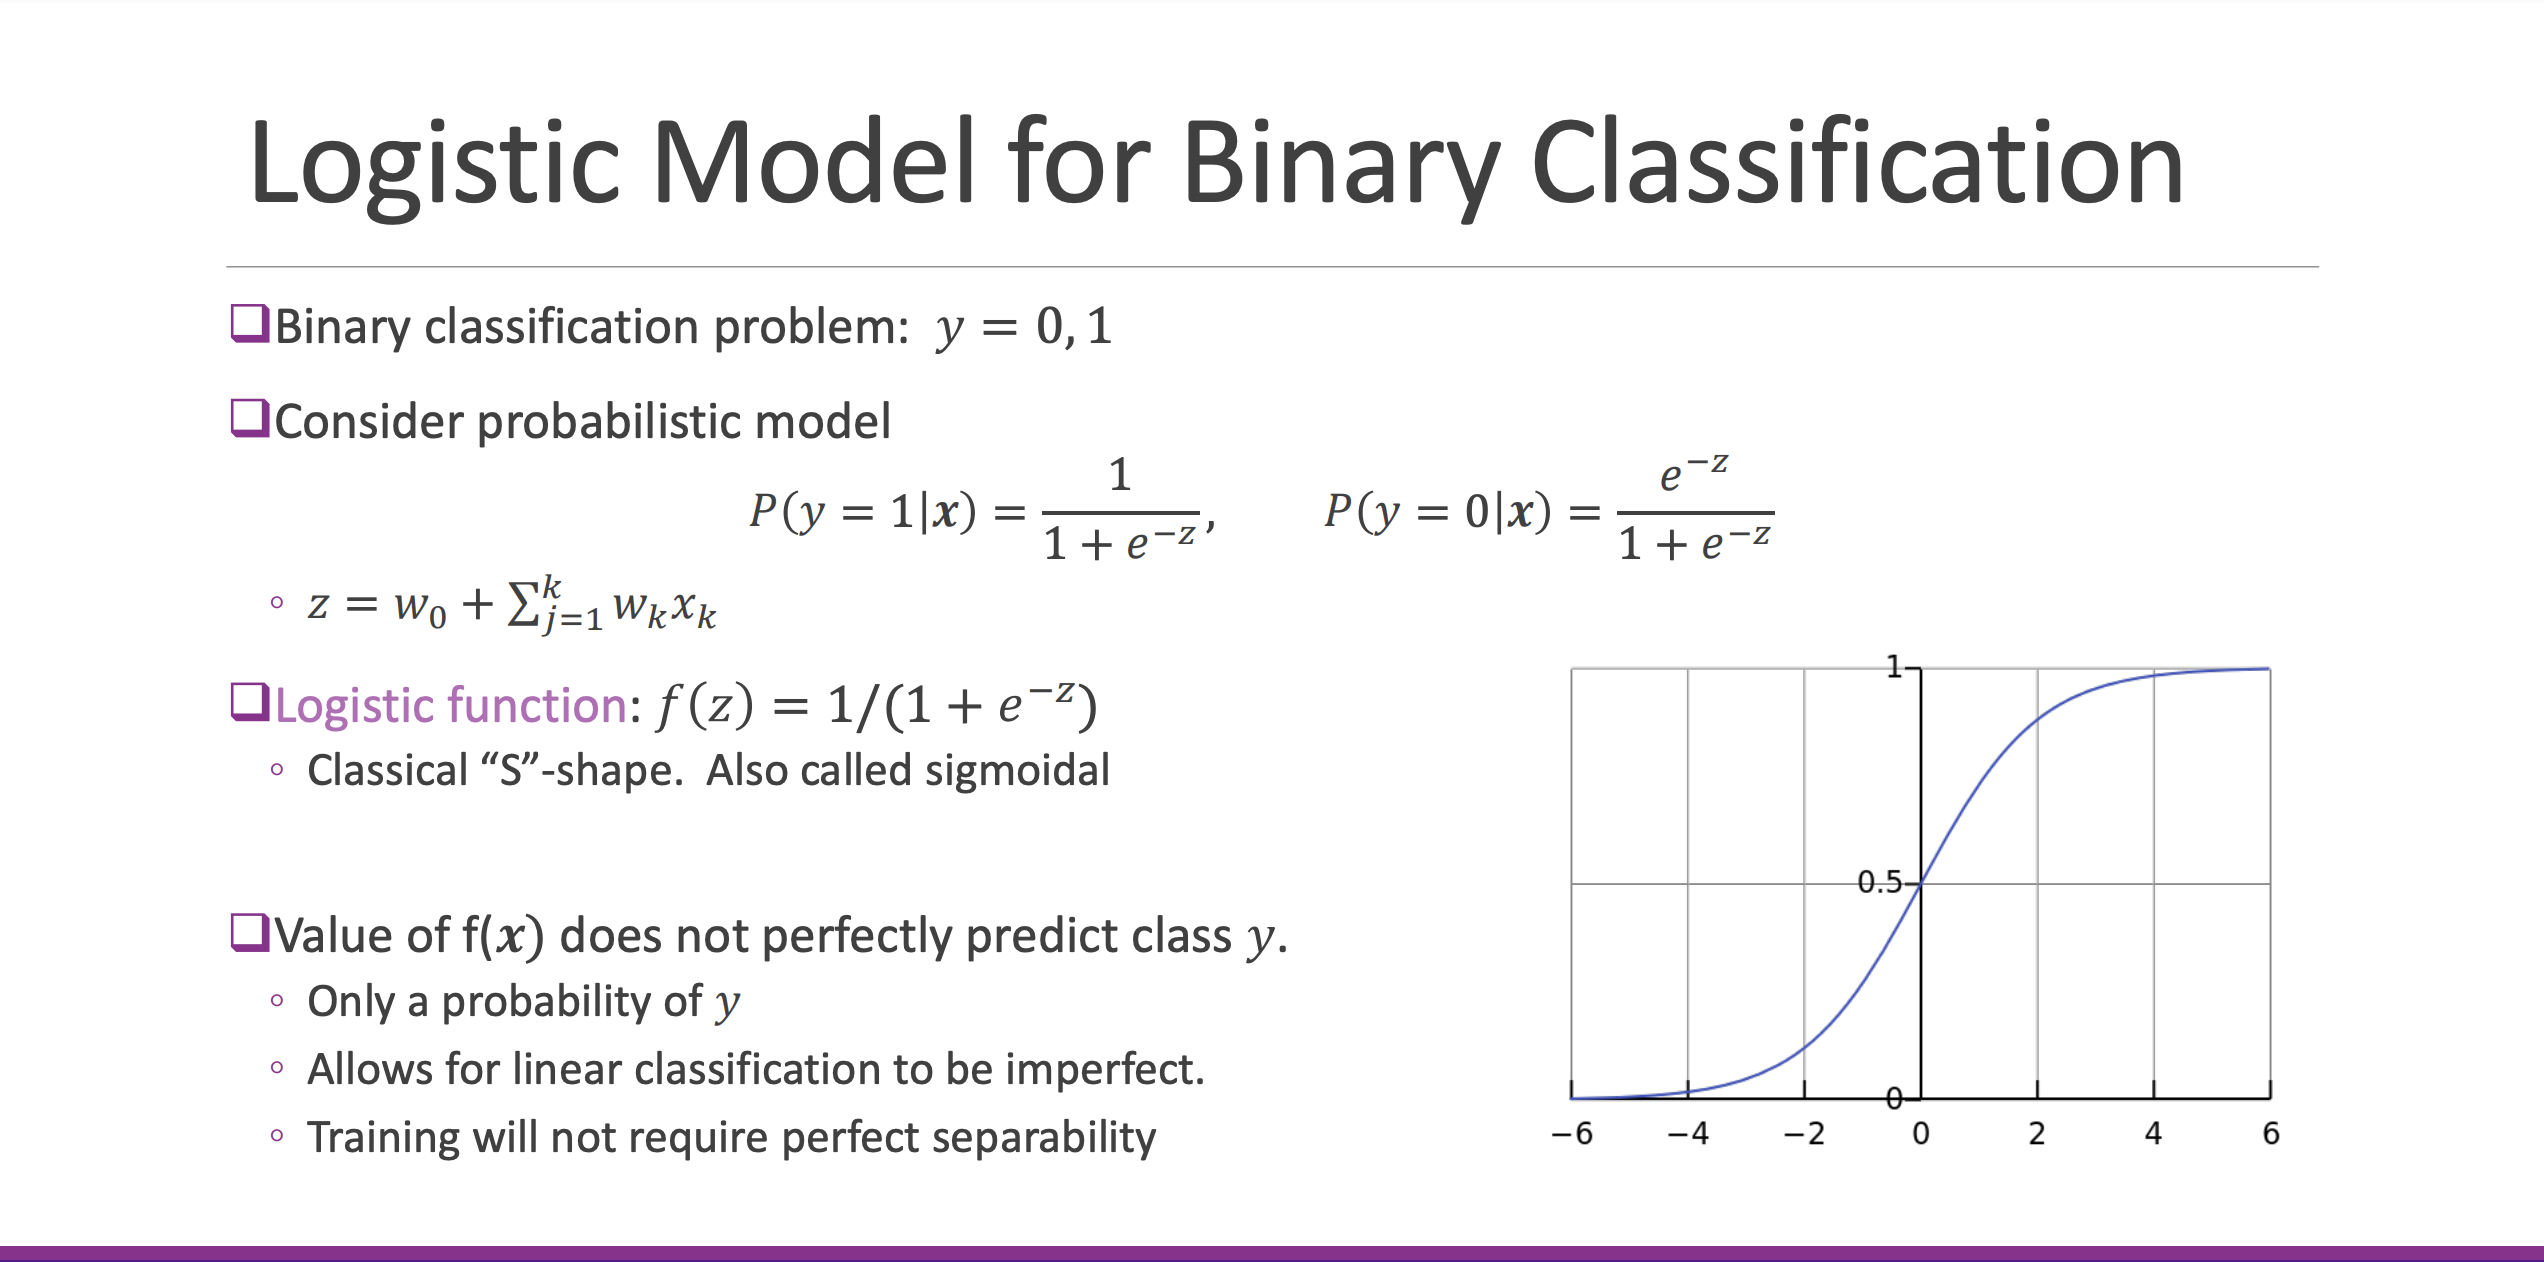 Logistic Model for Binary Classification
❑Binary classification problem: y = 0, 1
❑Consider probabilistic model
P(y = 1|x) = \frac{1}{1 + e^{-z}}, P(y = 0|x) = \frac{e^{-z}}{1 + e^{-z}}
◦ z = w_0 + \sum_{j=1}^{k} w_k x_k
❑Logistic function: f(z) = 1/(1 + e^{-z})
◦ Classical “S”-shape. Also called sigmoidal
❑Value of f(x) does not perfectly predict class y.
◦ Only a probability of y
◦ Allows for linear classification to be imperfect.
◦ Training will not require perfect separability
1
0.5
0
−6 −4 −2 0 2 4 6